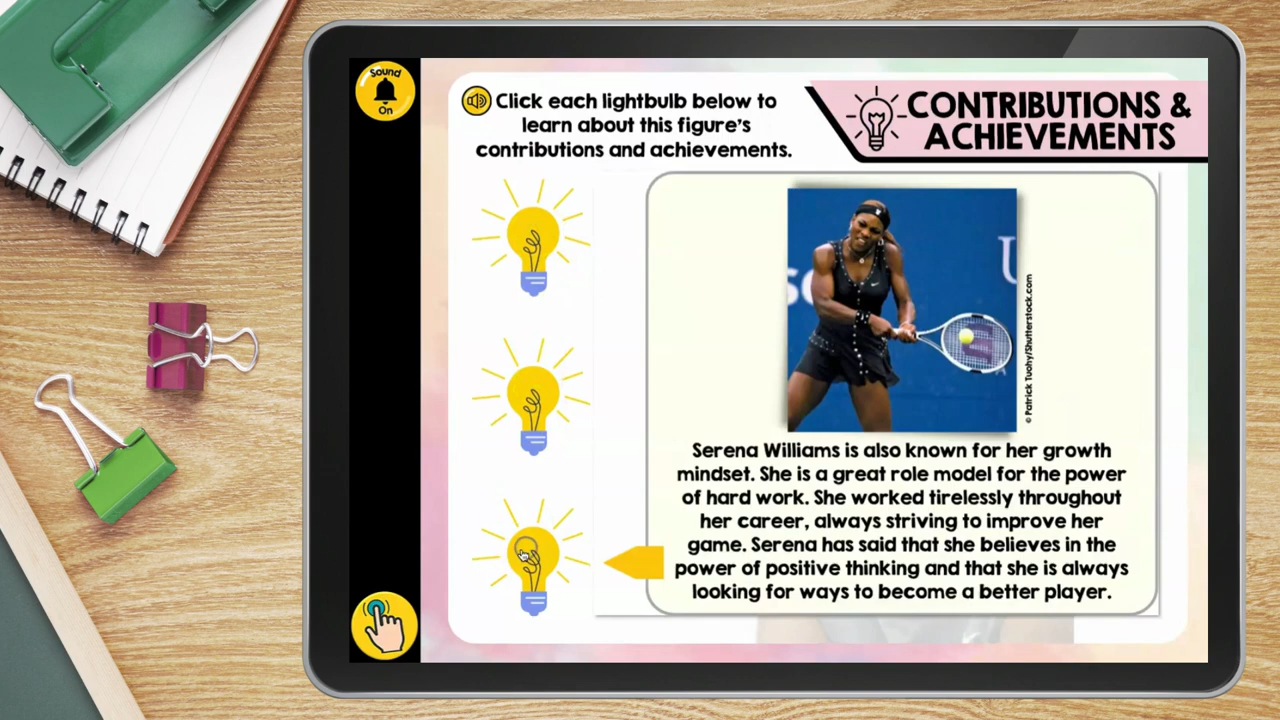 Sound
On
Click each lightbulb below to
learn about this figure's
contributions and achievements.
CONTRIBUTIONS &
ACHIEVEMENTS
© Patrick Tuohy/Shutterstock.com
Serena Williams is also known for her growth
mindset. She is a great role model for the power
of hard work. She worked tirelessly throughout
her career, always striving to improve her
game. Serena has said that she believes in the
power of positive thinking and that she is always
looking for ways to become a better player.